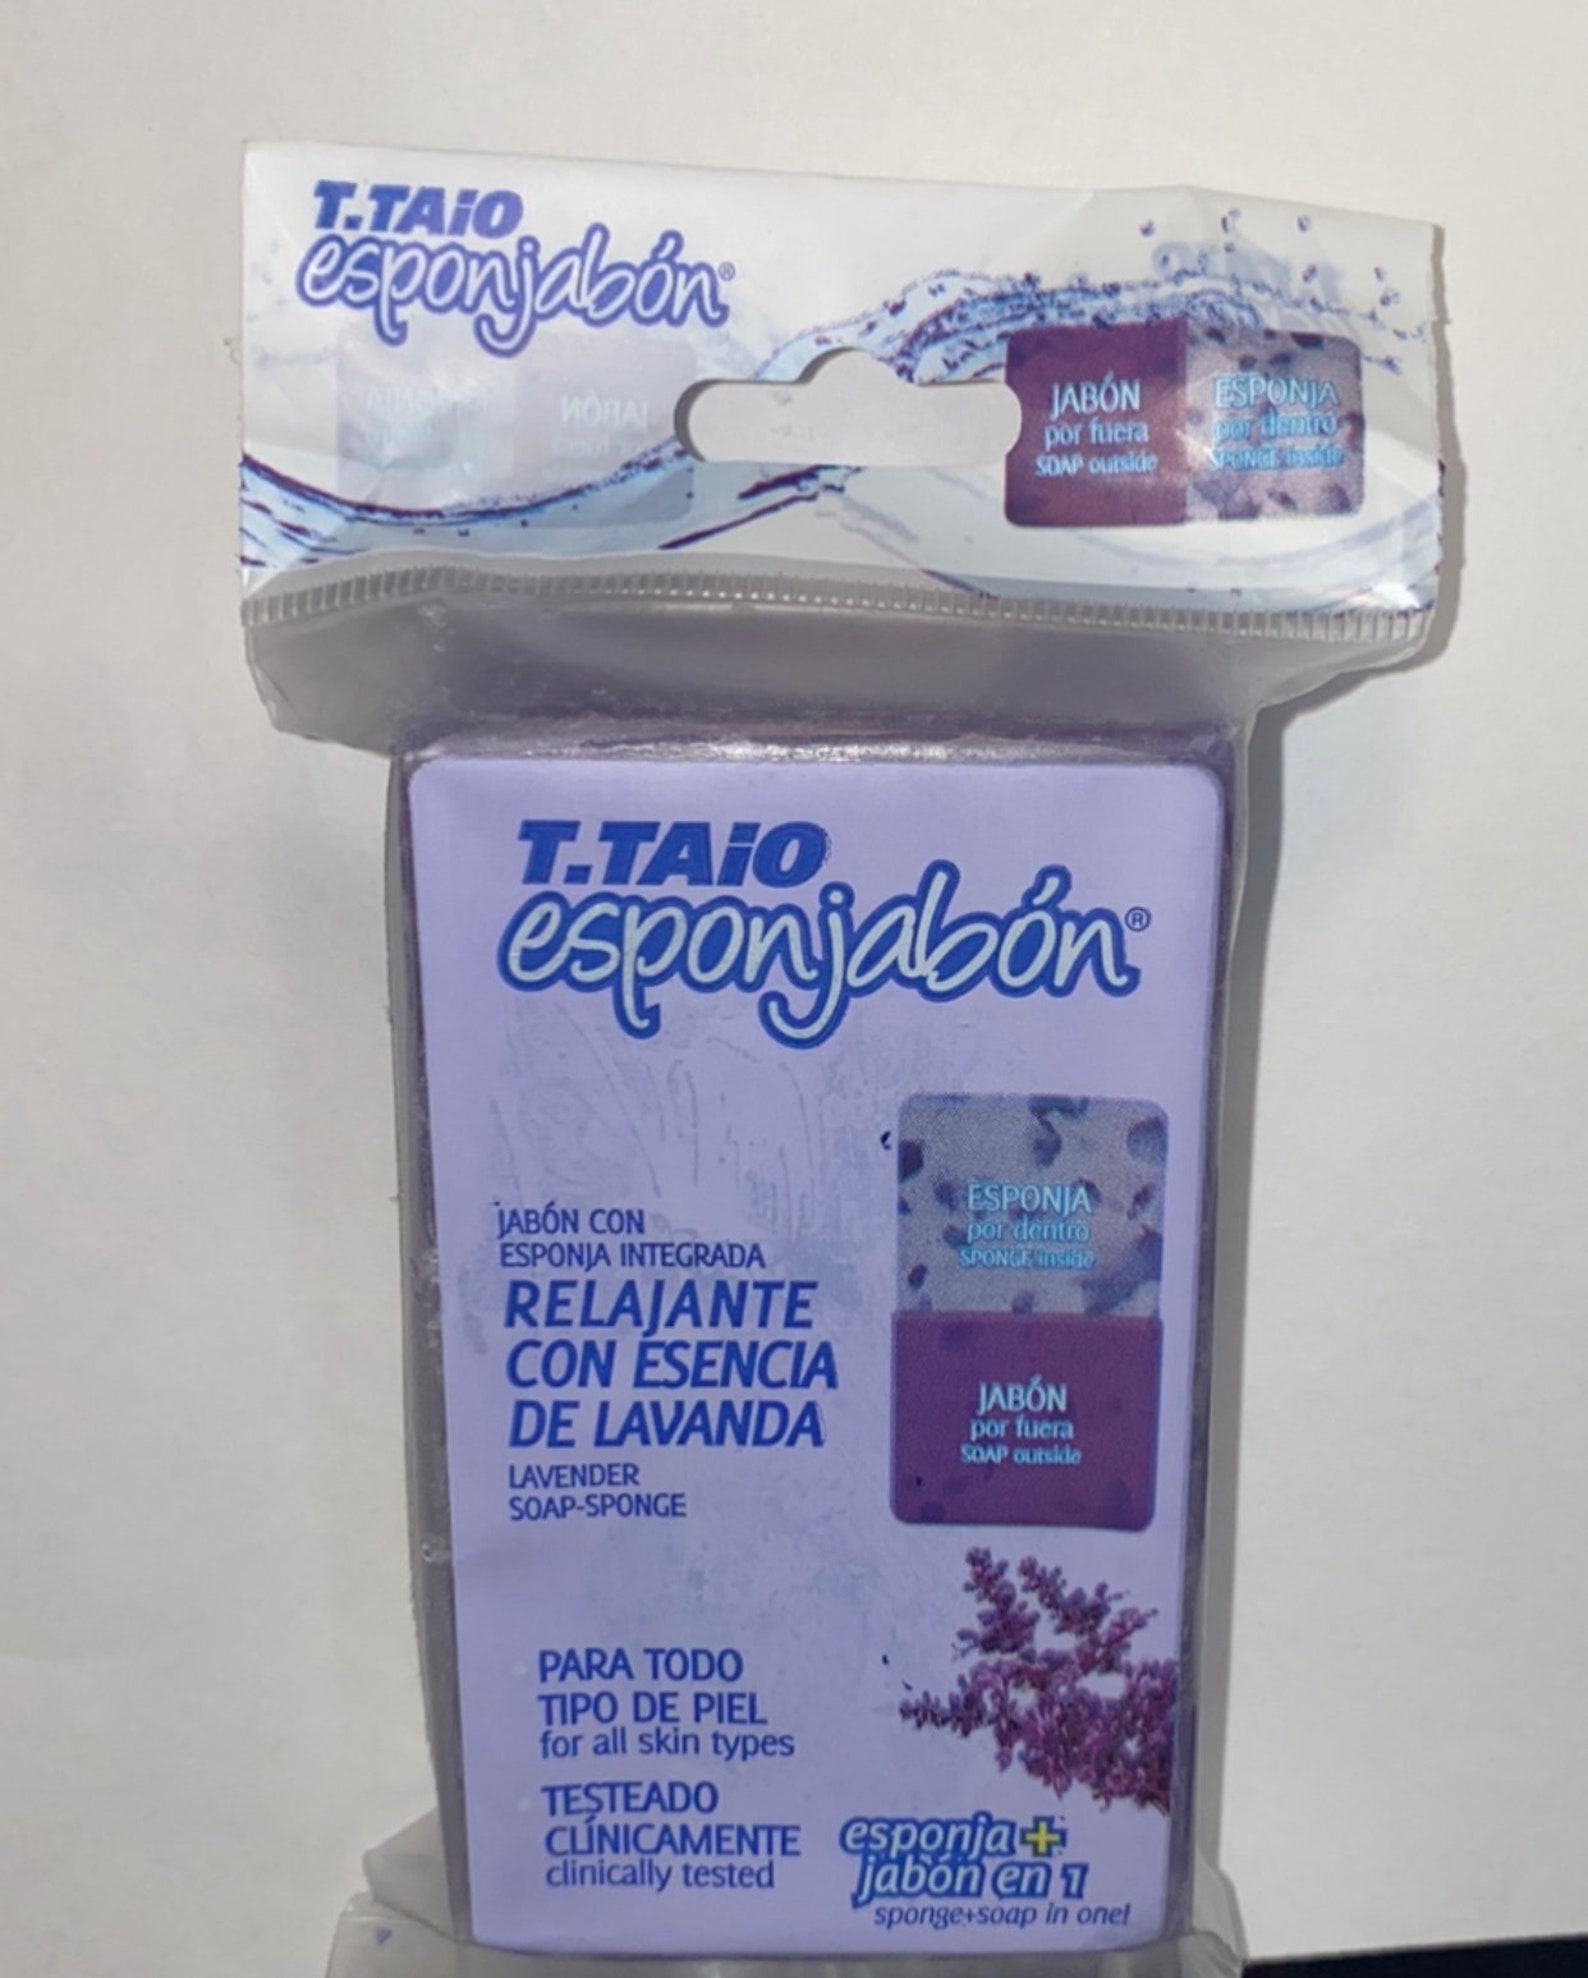 T.TAiO
esponjabón®
JABÓN
por fuera
SOAP outside
ESPONJA
por dentro
SPONGE inside
T.TAiO
esponjabón®
ESPONJA
por dentro
SPONGE inside
JABÓN
por fuera
SOAP outside
JABÓN CON
ESPONJA INTEGRADA
RELAJANTE
CON ESENCIA
DE LAVANDA
LAVENDER
SOAP-SPONGE
PARA TODO
TIPO DE PIEL
for all skin types
TESTEADO
CLÍNICAMENTE
clinically tested
esponja +
jabón en 1
sponge+soap in one!